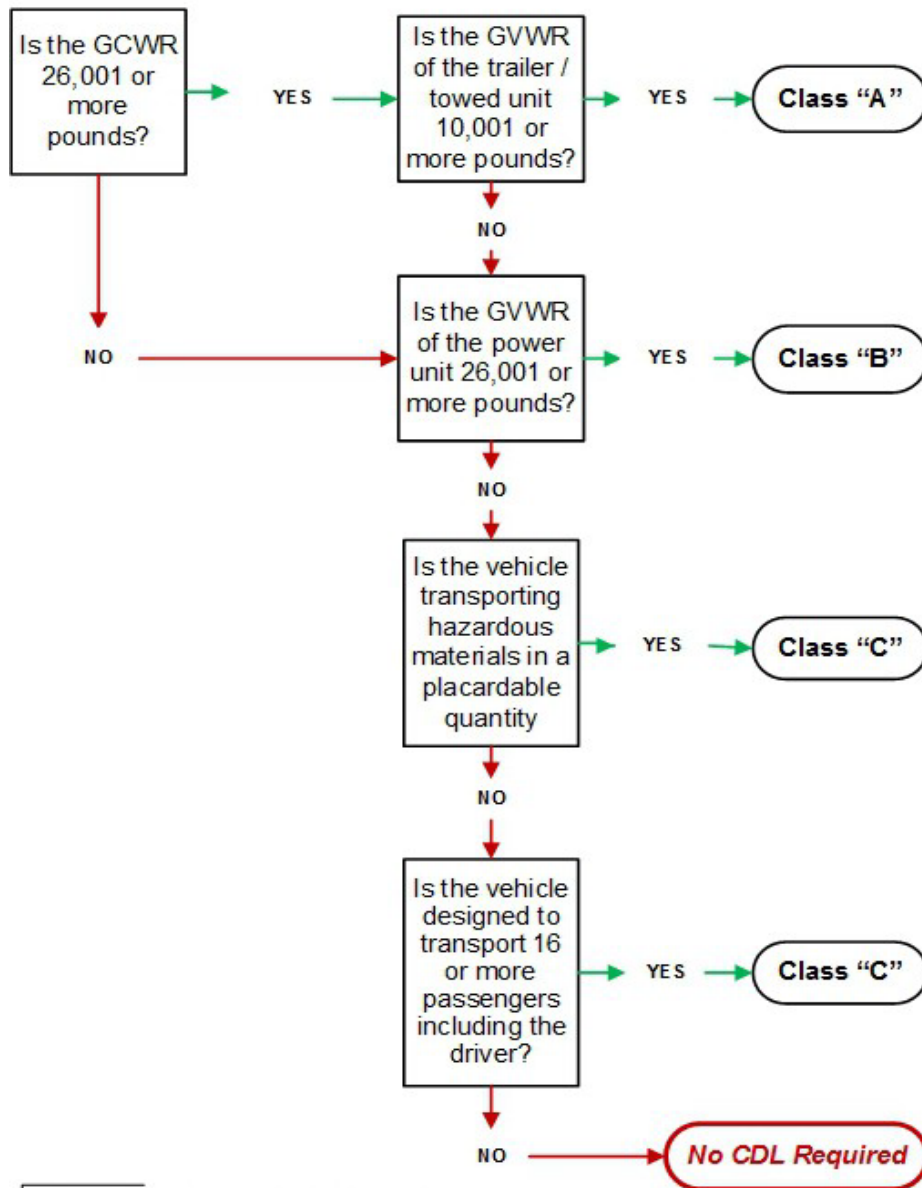 Is the GCWR
26,001 or
more
pounds?
YES
Is the GVWR
of the trailer /
towed unit
10,001 or
more pounds?
YES
Class “A”
NO
NO
Is the GVWR
of the power
unit 26,001 or
more pounds?
YES
Class “B”
NO
Is the vehicle
transporting
hazardous
materials in a
placardable
quantity
YES
Class “C”
NO
Is the vehicle
designed to
transport 16
or more
passengers
including the
driver?
YES
Class “C”
NO
No CDL Required